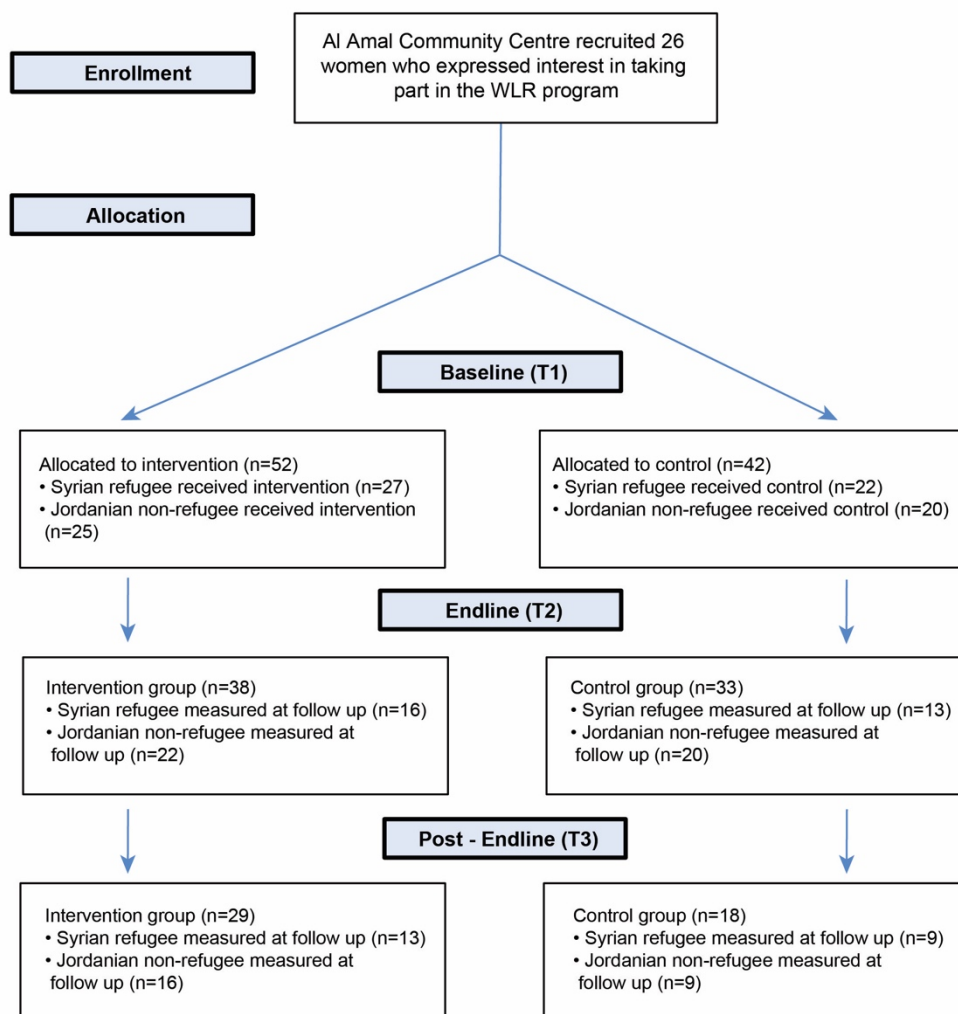 Enrollment
Al Amal Community Centre recruited 26
women who expressed interest in taking
part in the WLR program
Allocation
Baseline (T1)
Allocated to intervention (n=52)
• Syrian refugee received intervention (n=27)
• Jordanian non-refugee received intervention
(n=25)
Allocated to control (n=42)
• Syrian refugee received control (n=22)
• Jordanian non-refugee received control (n=20)
Endline (T2)
Intervention group (n=38)
• Syrian refugee measured at follow up (n=16)
• Jordanian non-refugee measured at
follow up (n=22)
Control group (n=33)
• Syrian refugee measured at follow up (n=13)
• Jordanian non-refugee measured at
follow up (n=20)
Post - Endline (T3)
Intervention group (n=29)
• Syrian refugee measured at follow up (n=13)
• Jordanian non-refugee measured at
follow up (n=16)
Control group (n=18)
• Syrian refugee measured at follow up (n=9)
• Jordanian non-refugee measured at
follow up (n=9)